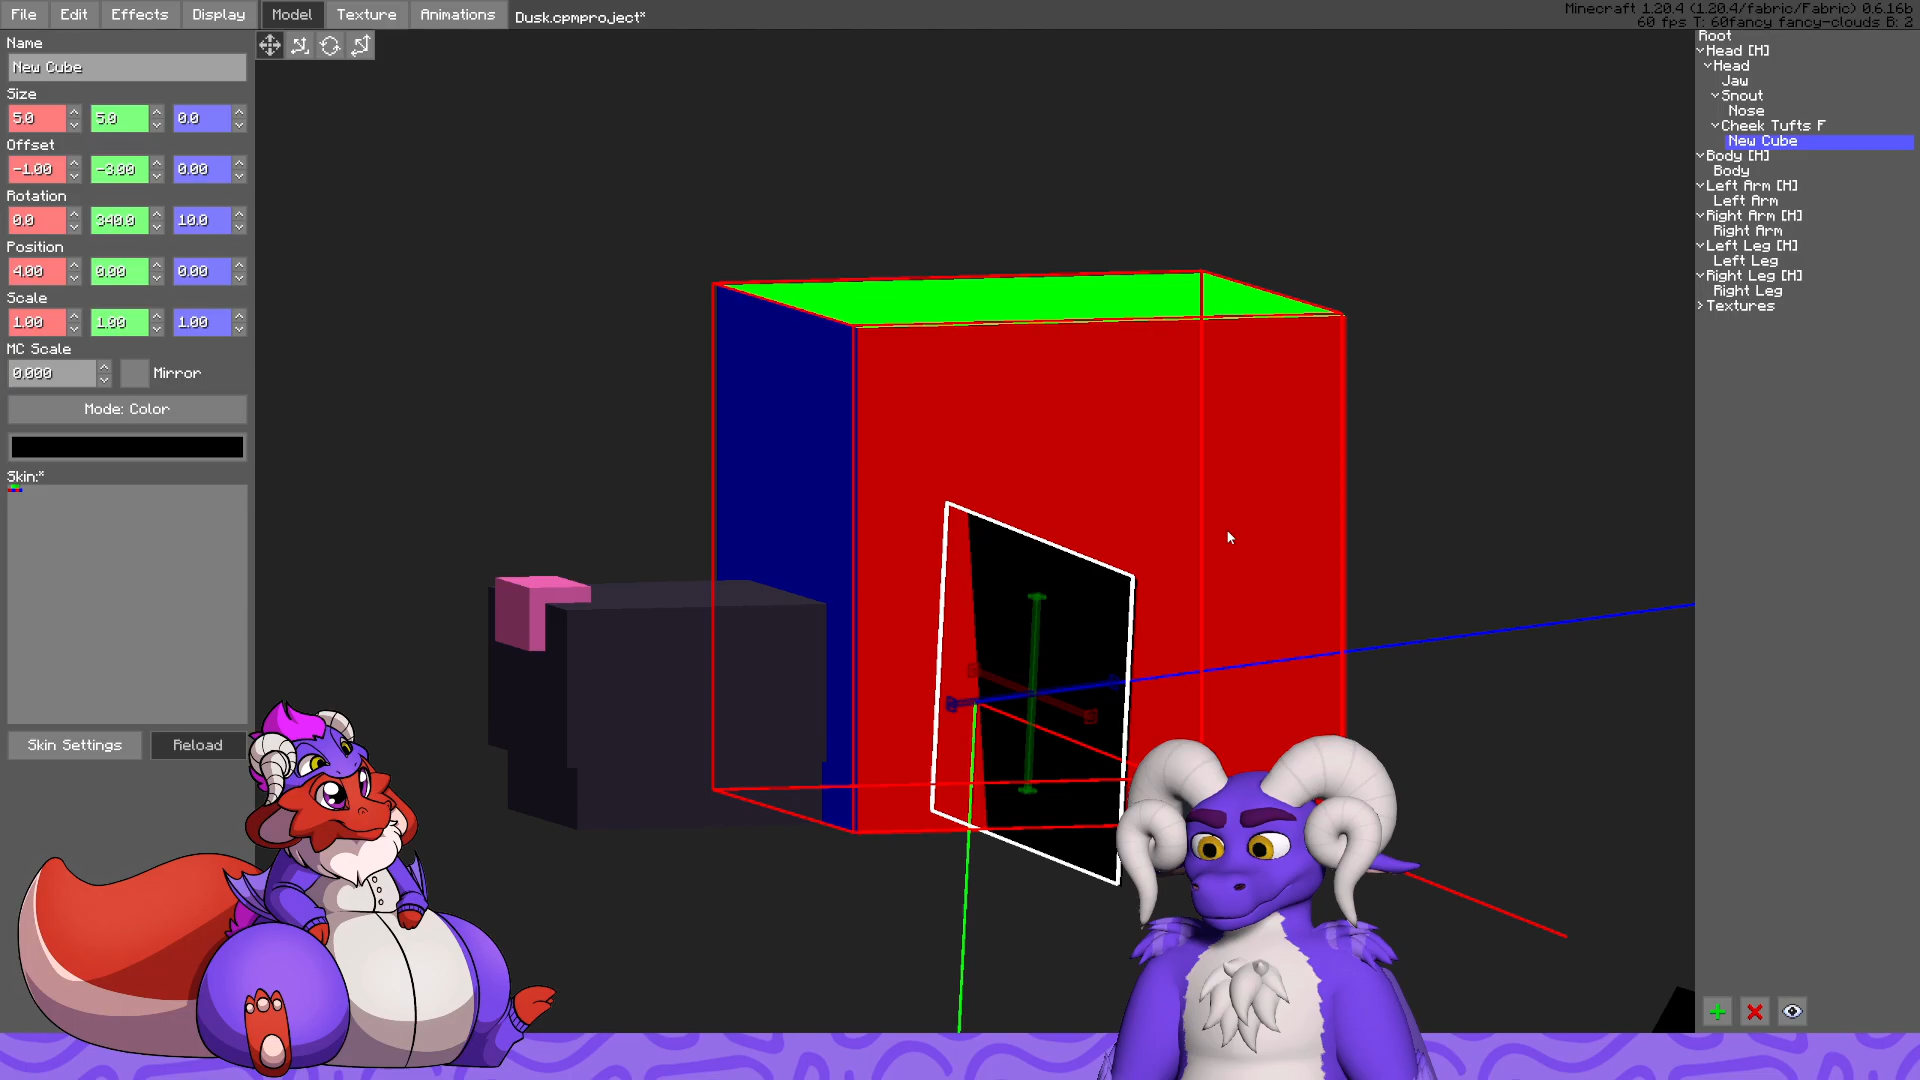 File Edit Effects Display Model Texture Animations Dusk.cpmproject*
Minecraft 1.20.4 (1.20.4/fabric/Fabric) 0.6.16b
60 fps T: 60fancy fancy-clouds B: 2
Name
New Cube
Size
5.0 5.0 0.0
Offset
-1.00 -3.00 0.00
Rotation
0.0 349.9 10.0
Position
4.00 0.00 0.00
Scale
1.00 1.00 1.00
MC Scale
0.000 Mirror
Mode: Color
Skin:*
Skin Settings Reload
Root
Head [H]
Head
Jaw
Snout
Nose
Cheek Tufts F
New Cube
Body [H]
Body
Left Arm [H]
Left Arm
Right Arm [H]
Right Arm
Left Leg [H]
Left Leg
Right Leg [H]
Right Leg
Textures